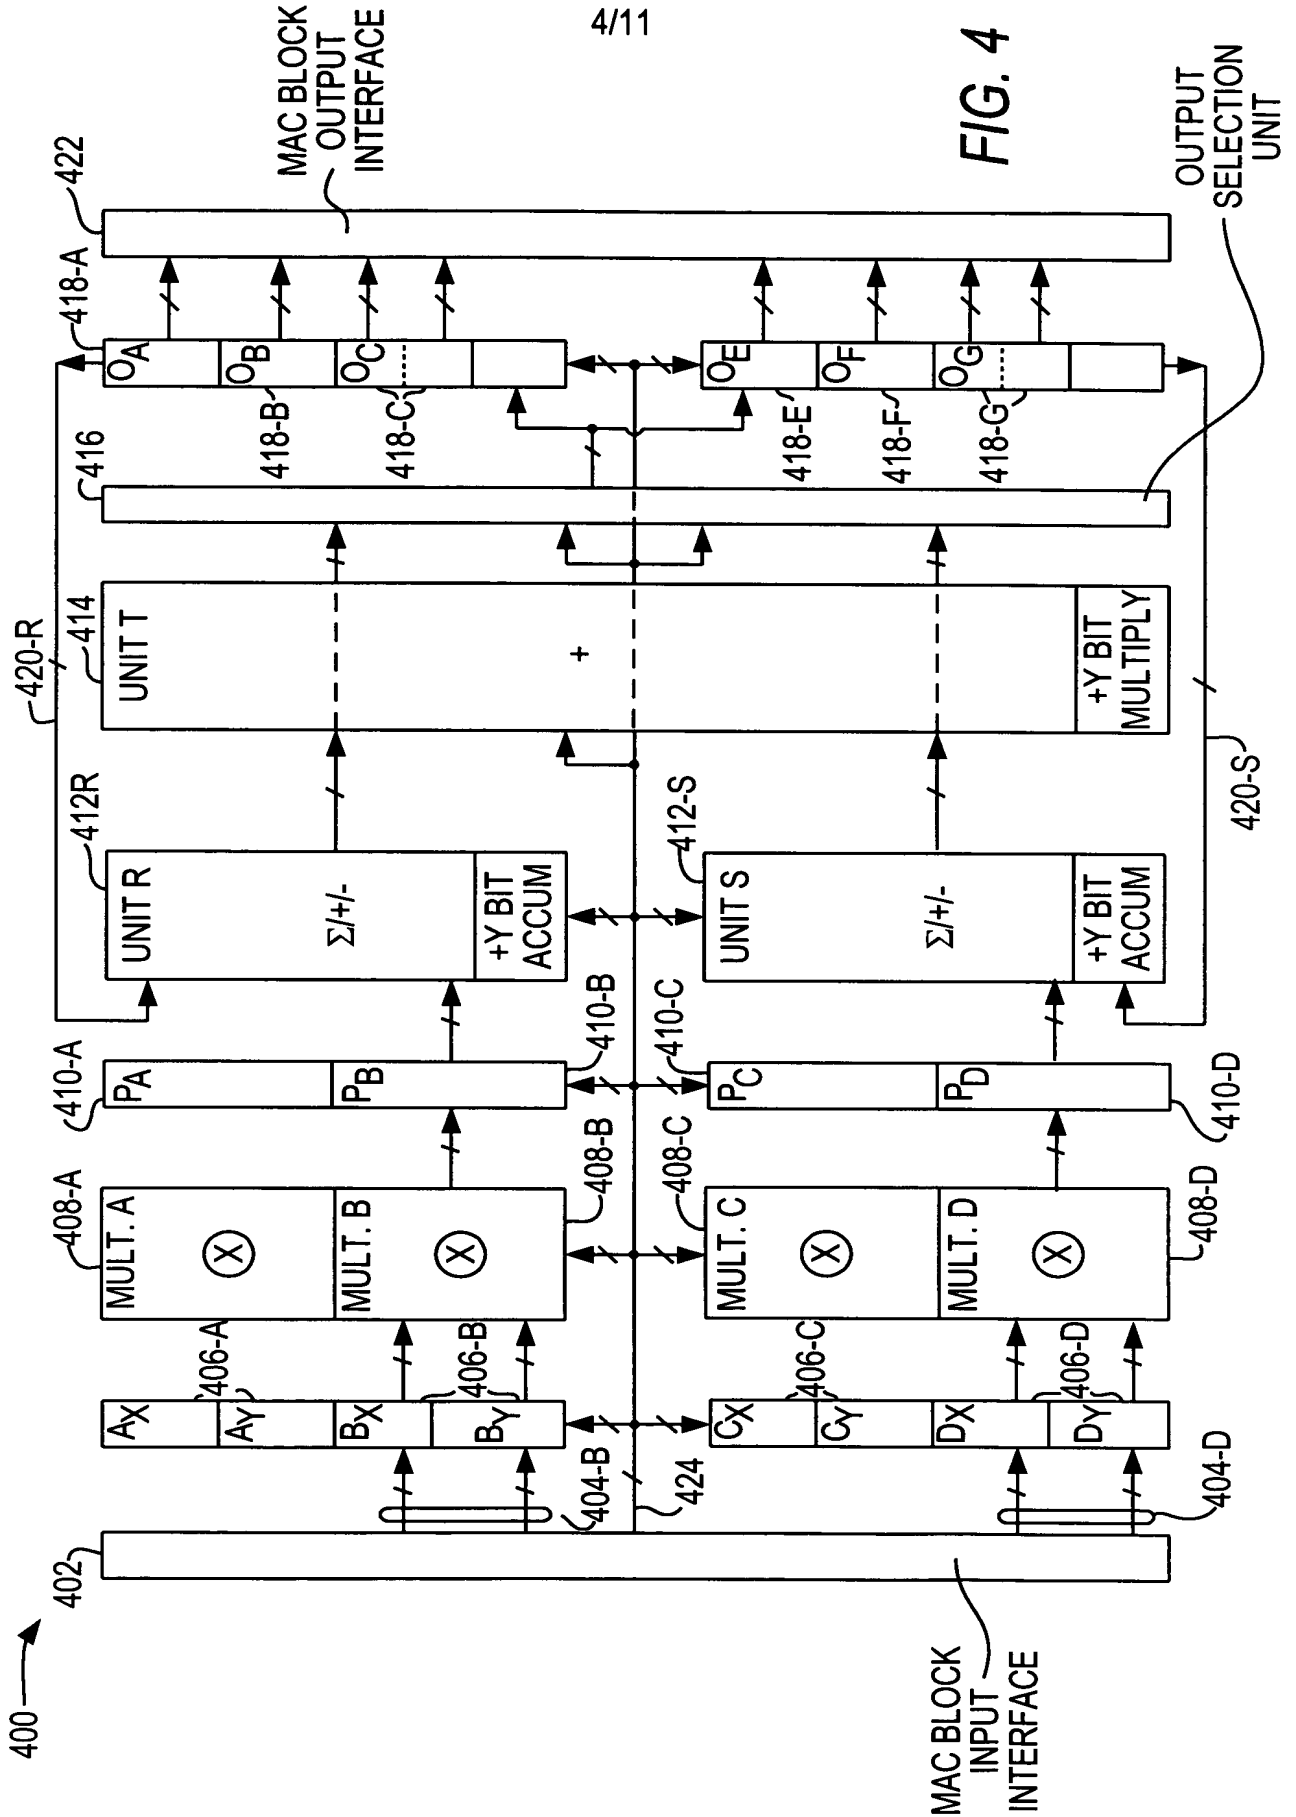 4/11
FIG. 4
400
402
MAC BLOCK
INPUT
INTERFACE
404-B
404-D
424
AX
AY
BX
BY
CX
CY
DX
DY
406-A
406-B
406-C
406-D
408-A
MULT. A
X
MULT. B
X
408-B
408-C
MULT. C
X
MULT. D
X
408-D
410-A
PA
PB
410-B
410-C
PC
PD
410-D
412R
UNIT R
Σ/+/-
+Y BIT
ACCUM
412-S
UNIT S
Σ/+/-
+Y BIT
ACCUM
420-R
414
UNIT T
+
+Y BIT
MULTIPLY
420-S
416
OUTPUT
SELECTION
UNIT
418-A
OA
OB
OC
418-B
418-C
OE
OF
OG
418-E
418-F
418-G
422
MAC BLOCK
OUTPUT
INTERFACE